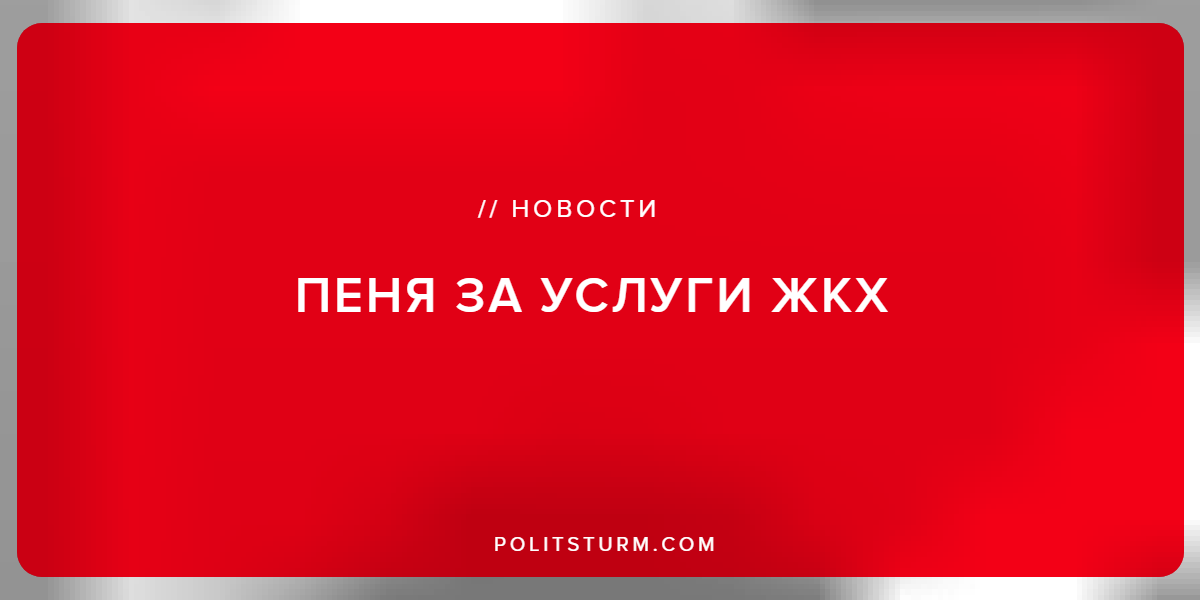 // НОВОСТИ
ПЕНЯ ЗА УСЛУГИ ЖКХ
POLITSTURM.COM